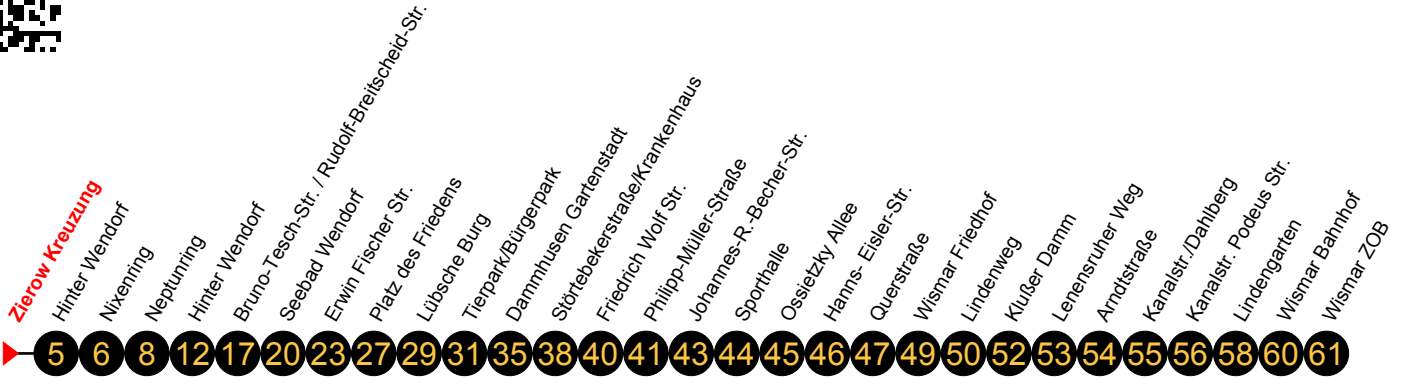 Zierow Kreuzung
Hinter Wendorf
Nixenring
Neptunring
Hinter Wendorf
Bruno-Tesch-Str. / Rudolf-Breitscheid-Str.
Seebad Wendorf
Erwin Fischer Str.
Platz des Friedens
Lübsche Burg
Tierpark/Bürgerpark
Dammhusen Gartenstadt
Störtebekerstraße/Krankenhaus
Friedrich Wolf Str.
Philipp-Müller-Straße
Johannes-R.-Becher-Str.
Sporthalle
Ossietzky Allee
Hanns- Eisler-Str.
Querstraße
Wismar Friedhof
Lindenweg
Klußer Damm
Lenensruher Weg
Arndtstraße
Kanalstr./Dahlberg
Kanalstr. Podeus Str.
Lindengarten
Wismar Bahnhof
Wismar ZOB
5 6 8 12 17 20 23 27 29 31 35 38 40 41 43 44 45 46 47 49 50 52 53 54 55 56 58 60 61